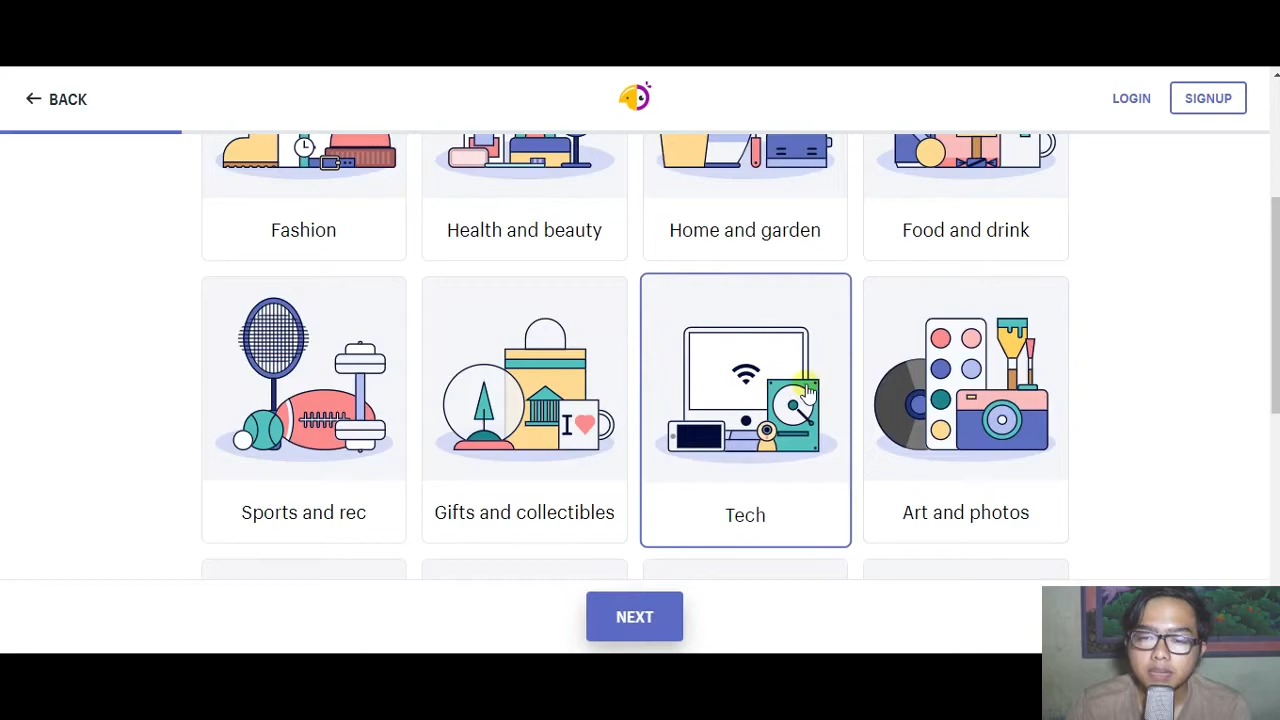 BACK
LOGIN
SIGNUP
Fashion
Health and beauty
Home and garden
Food and drink
I
Sports and rec
Gifts and collectibles
Tech
Art and photos
NEXT